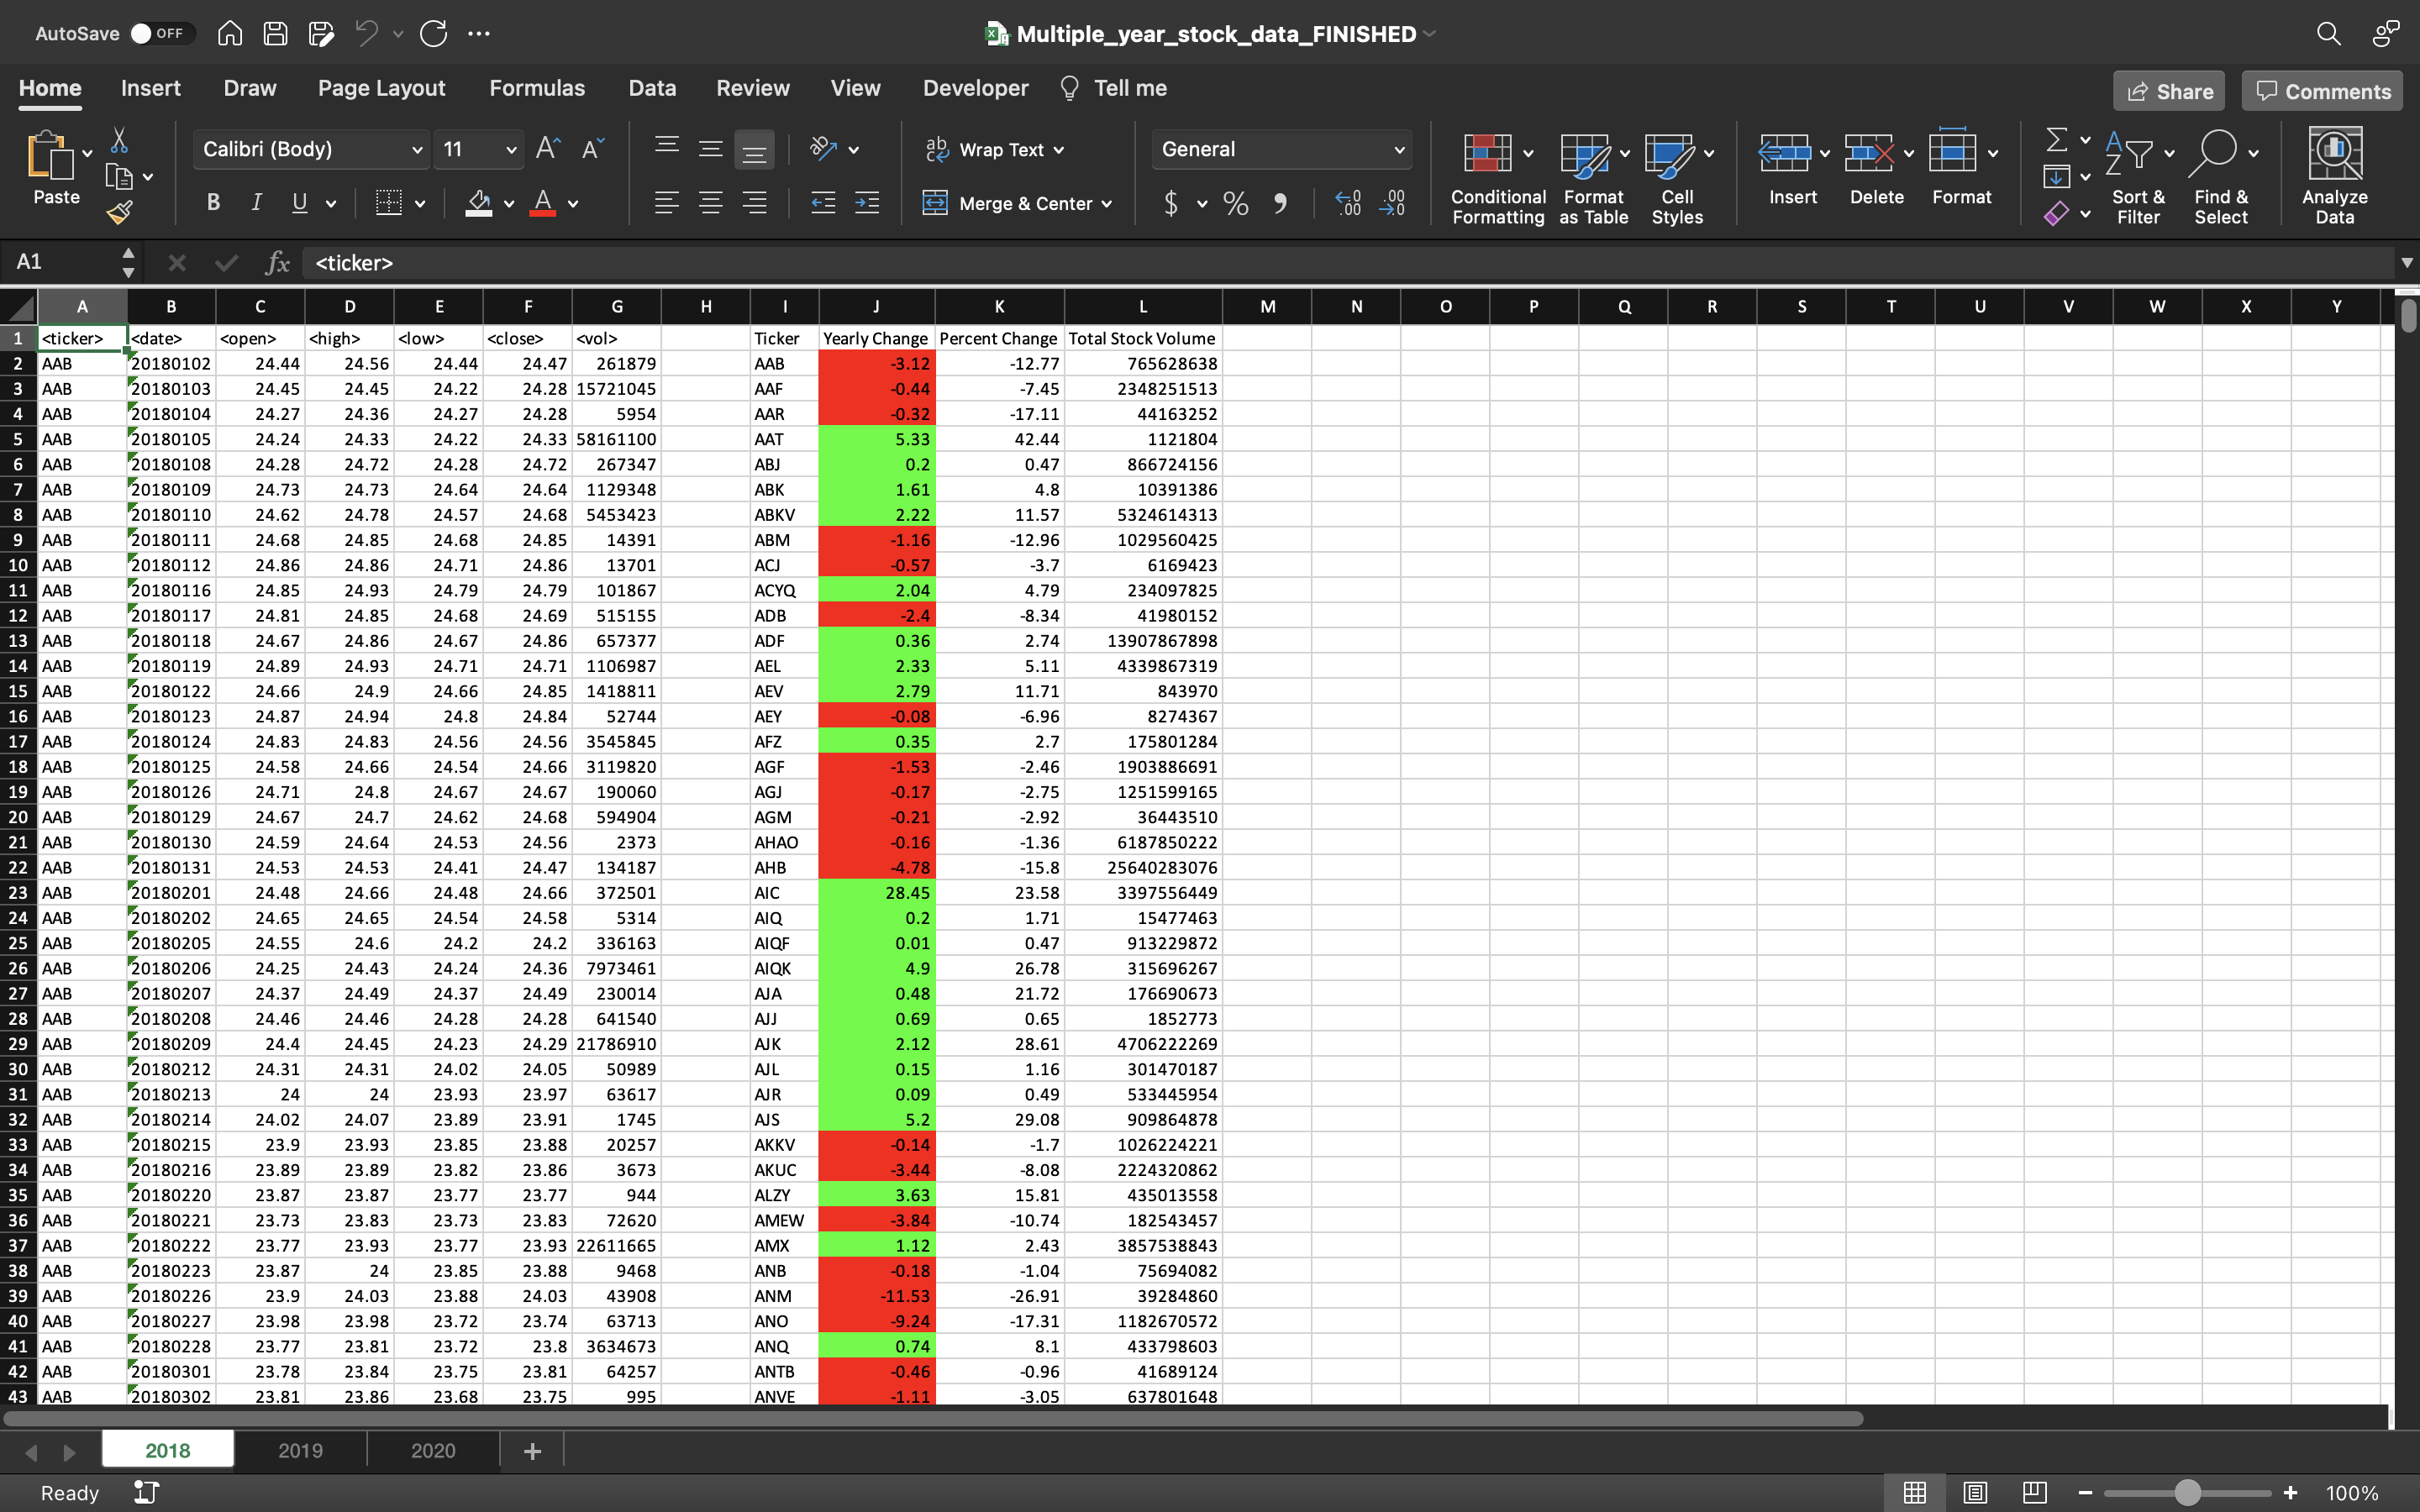 AutoSave OFF Multiple_year_stock_data_FINISHED
Home Insert Draw Page Layout Formulas Data Review View Developer Tell me Share Comments
Paste Calibri (Body) 11 A A Wrap Text General Conditional Formatting Format as Table Cell Styles Insert Delete Format Sort & Filter Find & Select Analyze Data
B I U A Merge & Center $ % 9
A1 fx <ticker>
A B C D E F G H I J K L M N O P Q R S T U V W X Y
1 <ticker> <date> <open> <high> <low> <close> <vol> Ticker Yearly Change Percent Change Total Stock Volume
2 AAB 20180102 24.44 24.56 24.44 24.47 261879 AAB -3.12 -12.77 765628638
3 AAB 20180103 24.45 24.45 24.22 24.28 15721045 AAF -0.44 -7.45 2348251513
4 AAB 20180104 24.27 24.36 24.27 24.28 5954 AAR -0.32 -17.11 44163252
5 AAB 20180105 24.24 24.33 24.22 24.33 58161100 AAT 5.33 42.44 1121804
6 AAB 20180108 24.28 24.72 24.28 24.72 267347 ABJ 0.2 0.47 866724156
7 AAB 20180109 24.73 24.73 24.64 24.64 1129348 ABK 1.61 4.8 10391386
8 AAB 20180110 24.62 24.78 24.57 24.68 5453423 ABKV 2.22 11.57 5324614313
9 AAB 20180111 24.68 24.85 24.68 24.85 14391 ABM -1.16 -12.96 1029560425
10 AAB 20180112 24.86 24.86 24.71 24.86 13701 ACJ -0.57 -3.7 6169423
11 AAB 20180116 24.85 24.93 24.79 24.79 101867 ACYQ 2.04 4.79 234097825
12 AAB 20180117 24.81 24.85 24.68 24.69 515155 ADB -2.4 -8.34 41980152
13 AAB 20180118 24.67 24.86 24.67 24.86 657377 ADF 0.36 2.74 13907867898
14 AAB 20180119 24.89 24.93 24.71 24.71 1106987 AEL 2.33 5.11 4339867319
15 AAB 20180122 24.66 24.9 24.66 24.85 1418811 AEV 2.79 11.71 843970
16 AAB 20180123 24.87 24.94 24.8 24.84 52744 AEY -0.08 -6.96 8274367
17 AAB 20180124 24.83 24.83 24.56 24.56 3545845 AFZ 0.35 2.7 175801284
18 AAB 20180125 24.58 24.66 24.54 24.66 3119820 AGF -1.53 -2.46 1903886691
19 AAB 20180126 24.71 24.8 24.67 24.67 190060 AGJ -0.17 -2.75 1251599165
20 AAB 20180129 24.67 24.7 24.62 24.68 594904 AGM -0.21 -2.92 36443510
21 AAB 20180130 24.59 24.64 24.53 24.56 2373 AHAO -0.16 -1.36 6187850222
22 AAB 20180131 24.53 24.53 24.41 24.47 134187 AHB -4.78 -15.8 25640283076
23 AAB 20180201 24.48 24.66 24.48 24.66 372501 AIC 28.45 23.58 3397556449
24 AAB 20180202 24.65 24.65 24.54 24.58 5314 AIQ 0.2 1.71 15477463
25 AAB 20180205 24.55 24.6 24.2 24.2 336163 AIQF 0.01 0.47 913229872
26 AAB 20180206 24.25 24.43 24.24 24.36 7973461 AIQK 4.9 26.78 315696267
27 AAB 20180207 24.37 24.49 24.37 24.49 230014 AJA 0.48 21.72 176690673
28 AAB 20180208 24.46 24.46 24.28 24.28 641540 AJJ 0.69 0.65 1852773
29 AAB 20180209 24.4 24.45 24.23 24.29 21786910 AJK 2.12 28.61 4706222269
30 AAB 20180212 24.31 24.31 24.02 24.05 50989 AJL 0.15 1.16 301470187
31 AAB 20180213 24 24 23.93 23.97 63617 AJR 0.09 0.49 533445954
32 AAB 20180214 24.02 24.07 23.89 23.91 1745 AJS 5.2 29.08 909864878
33 AAB 20180215 23.9 23.93 23.85 23.88 20257 AKKV -0.14 -1.7 1026224221
34 AAB 20180216 23.89 23.89 23.82 23.86 3673 AKUC -3.44 -8.08 2224320862
35 AAB 20180220 23.87 23.87 23.77 23.77 944 ALZY 3.63 15.81 435013558
36 AAB 20180221 23.73 23.83 23.73 23.83 72620 AMEW -3.84 -10.74 182543457
37 AAB 20180222 23.77 23.93 23.77 23.93 22611665 AMX 1.12 2.43 3857538843
38 AAB 20180223 23.87 24 23.85 23.88 9468 ANB -0.18 -1.04 75694082
39 AAB 20180226 23.9 24.03 23.88 24.03 43908 ANM -11.53 -26.91 39284860
40 AAB 20180227 23.98 23.98 23.72 23.74 63713 ANO -9.24 -17.31 1182670572
41 AAB 20180228 23.77 23.81 23.72 23.8 3634673 ANQ 0.74 8.1 433798603
42 AAB 20180301 23.78 23.84 23.75 23.81 64257 ANTB -0.46 -0.96 41689124
43 AAB 20180302 23.81 23.86 23.68 23.75 995 ANVE -1.11 -3.05 637801648
2018 2019 2020 +
Ready 100%